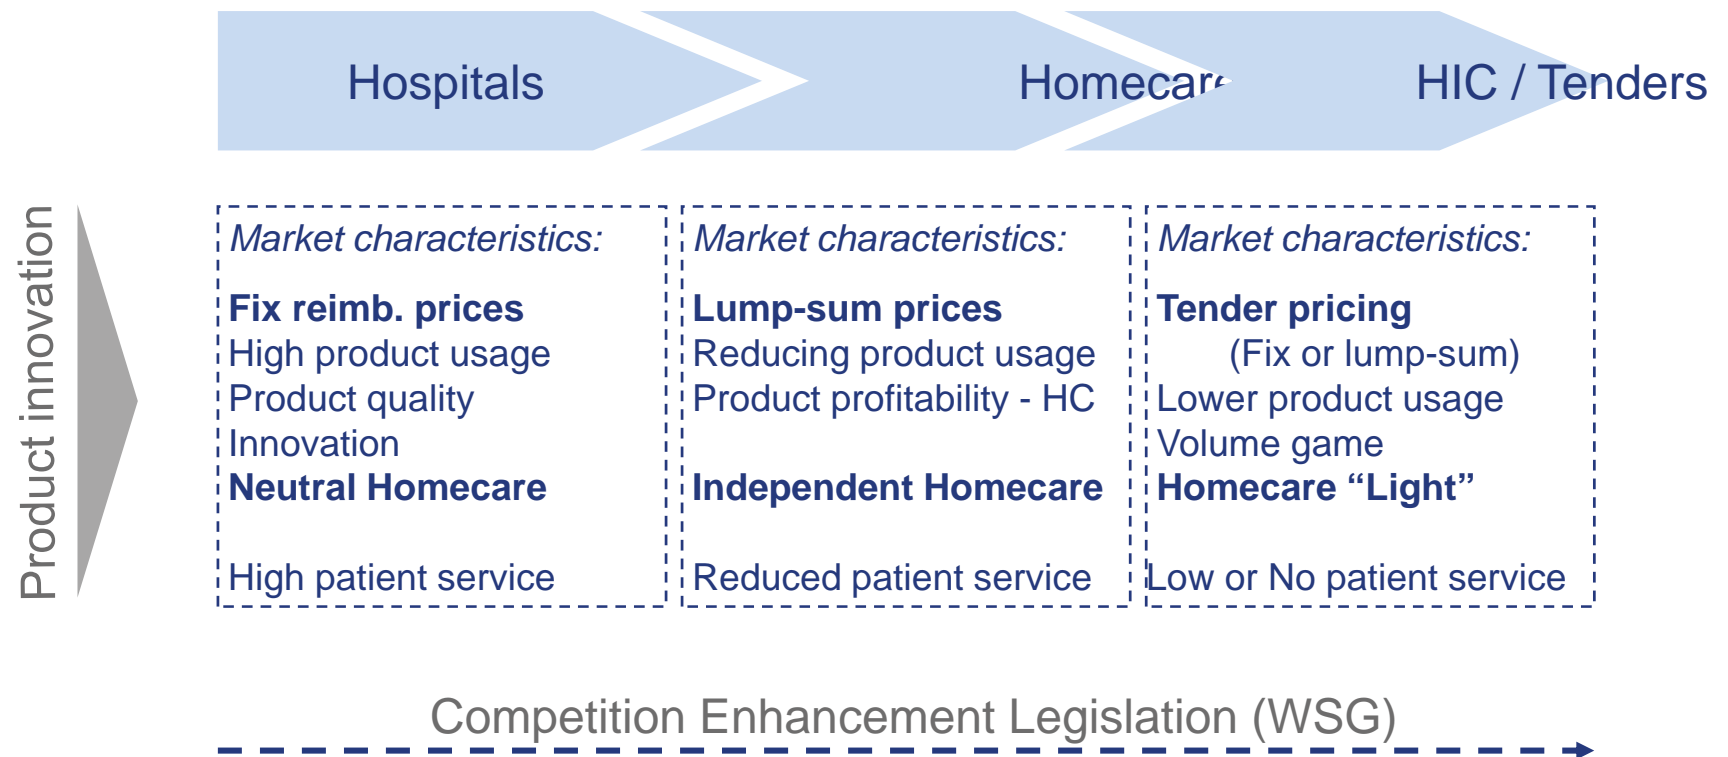 Hospitals
Homecare
HIC / Tenders
Product innovation
Market characteristics:
Fix reimb. prices
High product usage
Product quality
Innovation
Neutral Homecare
High patient service
Market characteristics:
Lump-sum prices
Reducing product usage
Product profitability - HC
Independent Homecare
Reduced patient service
Market characteristics:
Tender pricing
(Fix or lump-sum)
Lower product usage
Volume game
Homecare “Light”
Low or No patient service
Competition Enhancement Legislation (WSG)